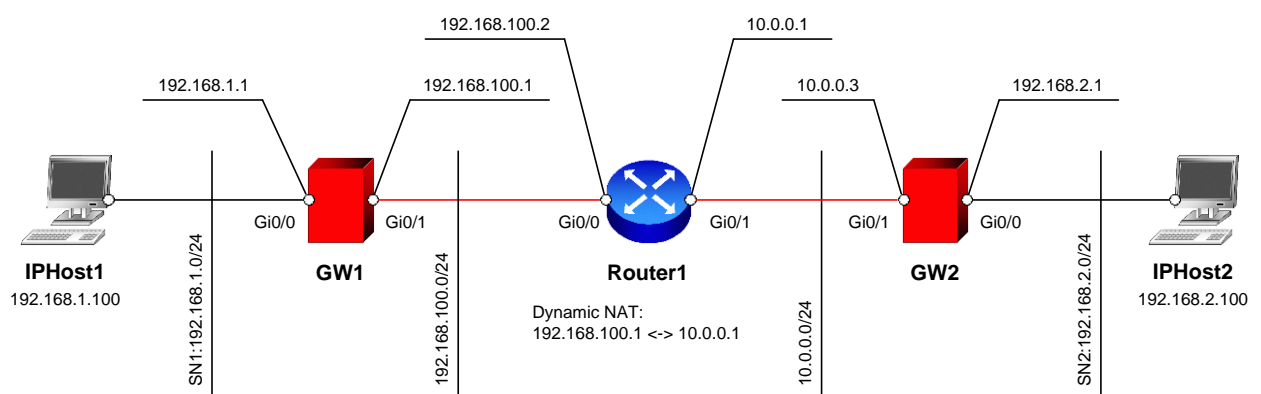 192.168.100.2
10.0.0.1
192.168.1.1
192.168.100.1
10.0.0.3
192.168.2.1
Gi0/0
Gi0/1
Gi0/0
Gi0/1
Gi0/1
Gi0/0
IPHost1
192.168.1.100
GW1
Router1
GW2
IPHost2
192.168.2.100
Dynamic NAT:
192.168.100.1 <-> 10.0.0.1
SN1:192.168.1.0/24
192.168.100.0/24
10.0.0.0/24
SN2:192.168.2.0/24